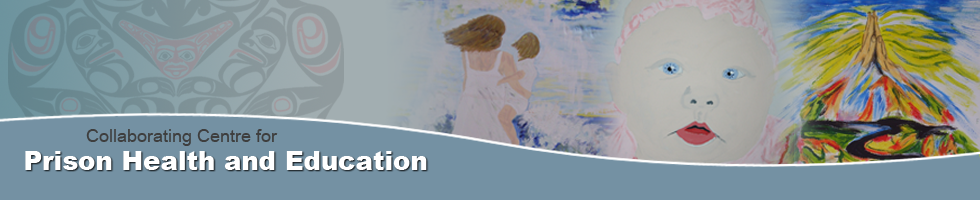 Collaborating Centre for
Prison Health and Education